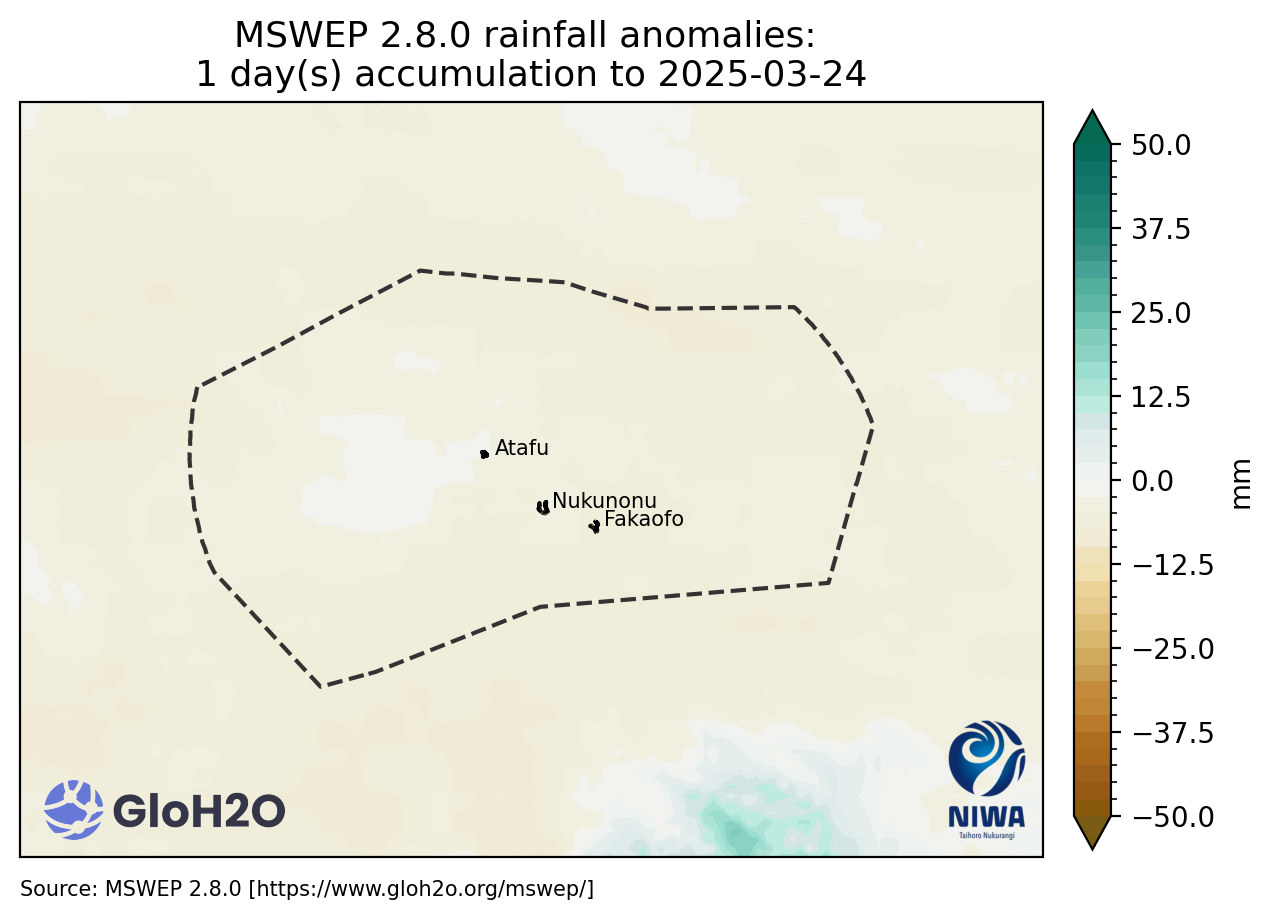 MSWEP 2.8.0 rainfall anomalies:
1 day(s) accumulation to 2025-03-24
50.0
37.5
25.0
12.5
0.0
−12.5
−25.0
−37.5
−50.0
mm
Atafu
Nukunonu
Fakaofo
GloH2O
NIWA
Taihoro Nukurangi
Source: MSWEP 2.8.0 [https://www.gloh2o.org/mswep/]